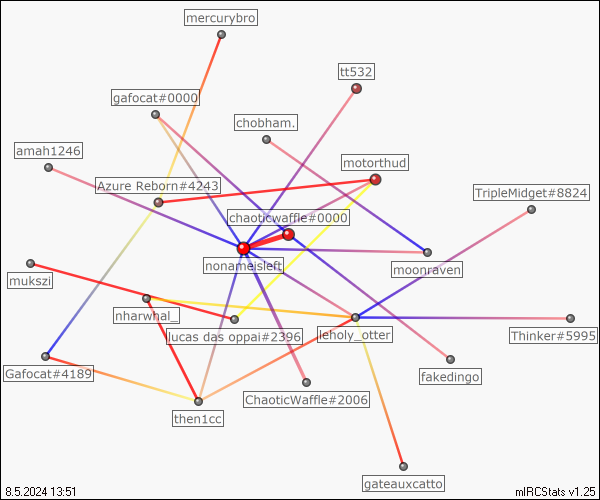 mercurybro
tt532
gafocat#0000
chobham.
amah1246
motorthud
Azure Reborn#4243
TripleMidget#8824
chaoticwaffle#0000
nonameisleft
moonraven
mukszi
nharwhal_
lucas das oppai#2396
leholy_otter
Thinker#5995
Gafocat#4189
fakedingo
ChaoticWaffle#2006
then1cc
gateauxcatto
8.5.2024 13:51
mIRCStats v1.25